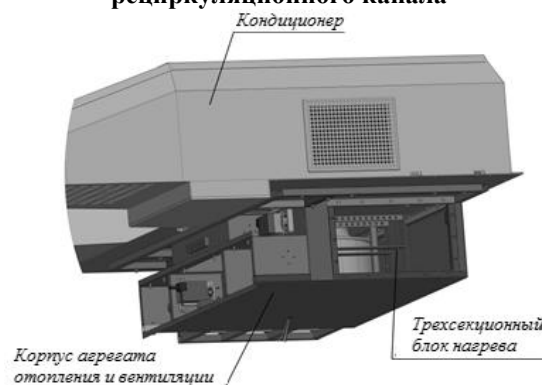 рециркуляционного канала
Кондиционер
Трехсекционный
блок нагрева
Корпус агрегата
отопления и вентиляции